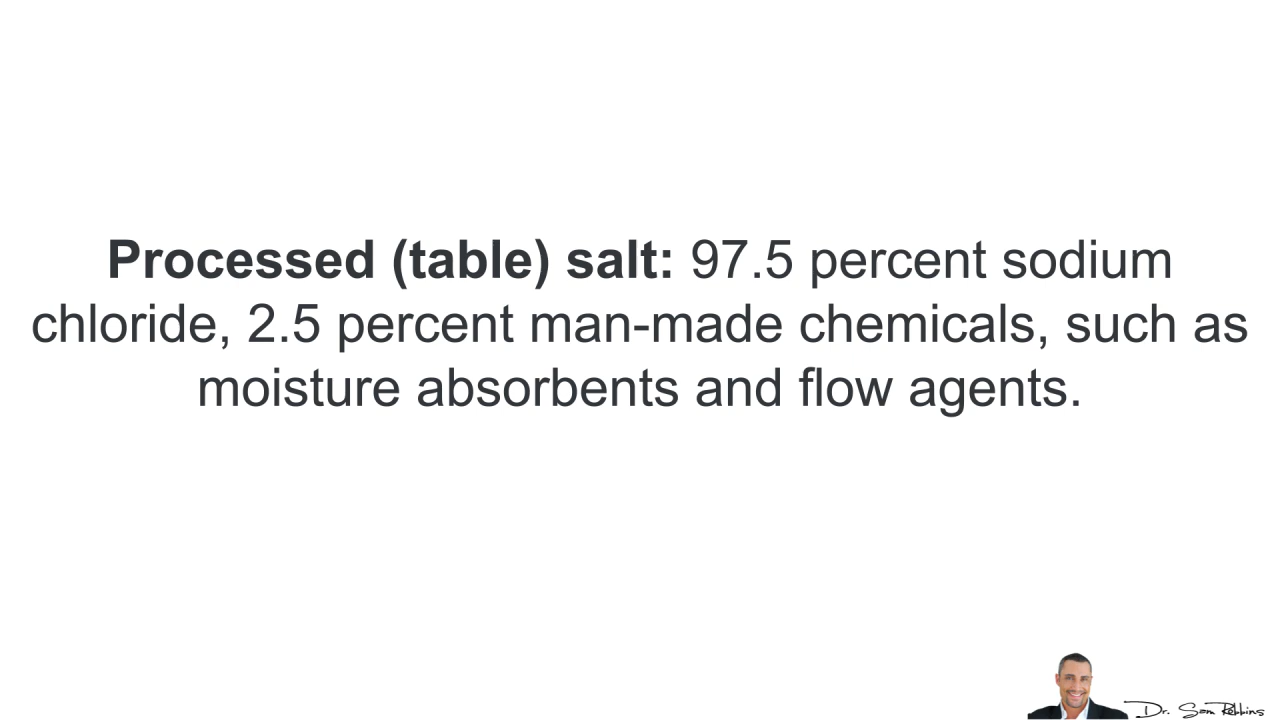 Processed (table) salt: 97.5 percent sodium
chloride, 2.5 percent man-made chemicals, such as
moisture absorbents and flow agents.
Dr. Sam Robbins